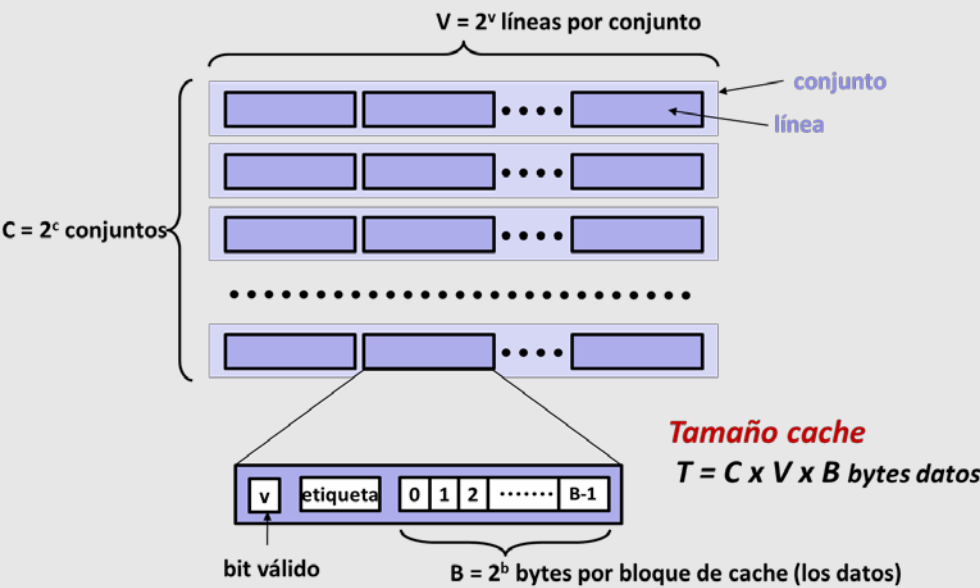 V = 2ᵛ líneas por conjunto
conjunto
línea
C = 2ᶜ conjuntos
Tamaño cache
T = C x V x B bytes datos
v etiqueta 0 1 2 ········ B-1
bit válido
B = 2ᵇ bytes por bloque de cache (los datos)